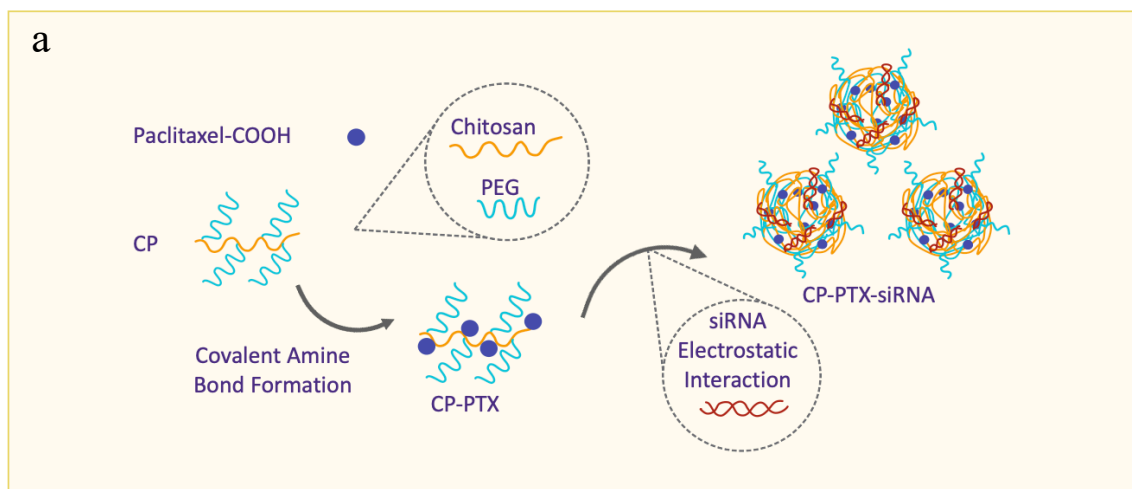 a
Paclitaxel-COOH
Chitosan
PEG
CP
Covalent Amine
Bond Formation
CP-PTX
siRNA
Electrostatic
Interaction
CP-PTX-siRNA